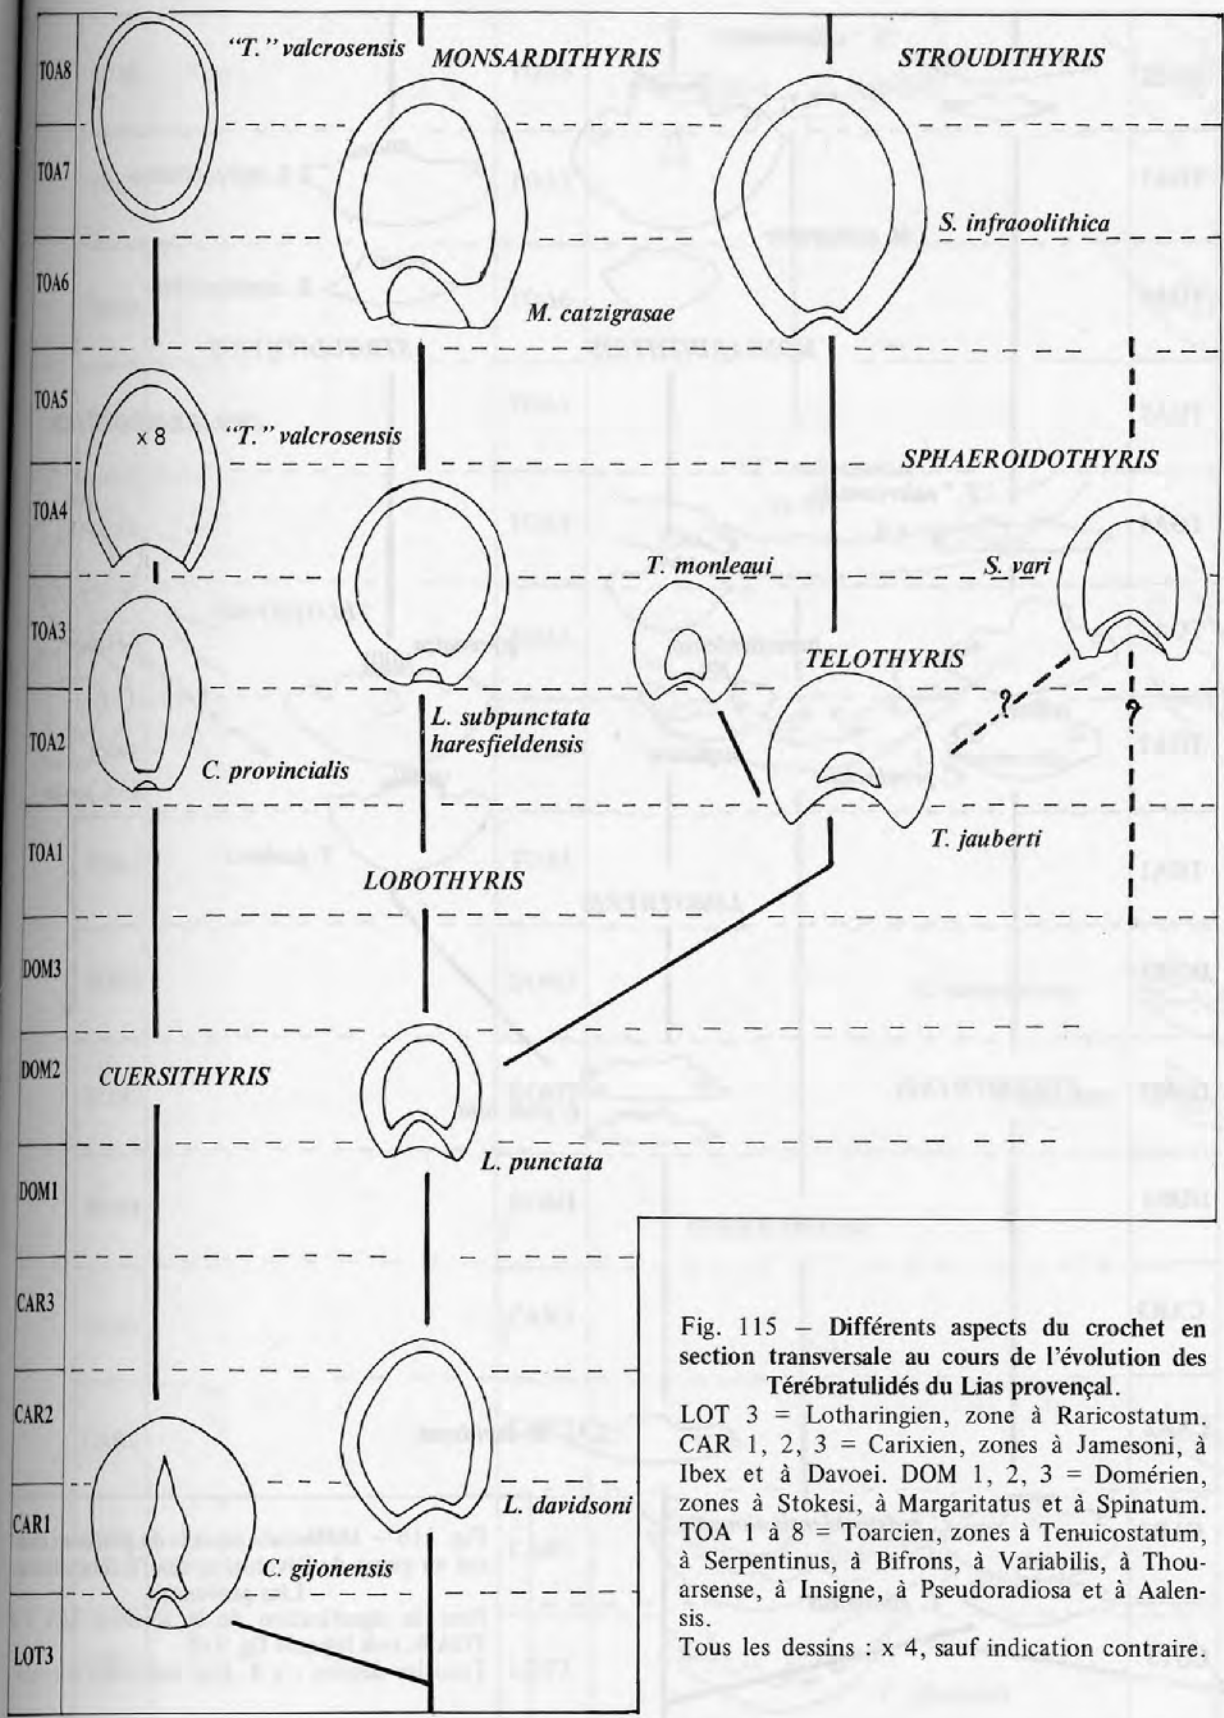 TOA8
"T." valcrosensis
MONSARDITHYRIS
STROUDITHYRIS
TOA7
S. infraoolithica
TOA6
M. catzigrasae
TOA5
x 8
"T." valcrosensis
SPHAEROIDOTHYRIS
TOA4
T. monleaui
S. vari
TOA3
TELOTHYRIS
L. subpunctata
haresfieldensis
?
?
TOA2
C. provincialis
T. jauberti
TOA1
LOBOTHYRIS
DOM3
DOM2
CUERSITHYRIS
L. punctata
DOM1
CAR3
CAR2
L. davidsoni
CAR1
C. gijonensis
LOT3
Fig. 115 – Différents aspects du crochet en
section transversale au cours de l'évolution des
Térébratulidés du Lias provençal.
LOT 3 = Lotharingien, zone à Raricostatum.
CAR 1, 2, 3 = Carixien, zones à Jamesoni, à
Ibex et à Davoei. DOM 1, 2, 3 = Domérien,
zones à Stokesi, à Margaritatus et à Spinatum.
TOA 1 à 8 = Toarcien, zones à Tenuicostatum,
à Serpentinus, à Bifrons, à Variabilis, à Thou-
arsense, à Insigne, à Pseudoradiosa et à Aalen-
sis.
Tous les dessins : x 4, sauf indication contraire.